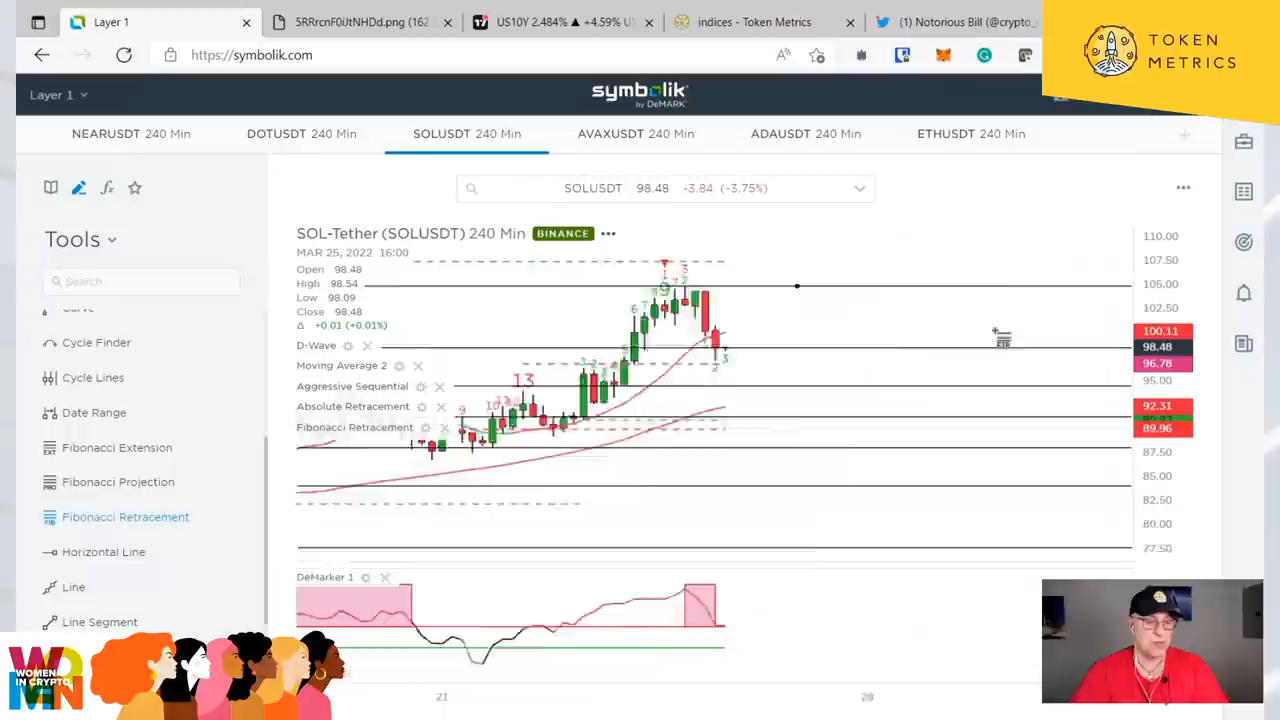 Layer 1
5RRrcnF0iJtNHDd.png (162
US10Y 2.484% ▲ +4.59% U
indices - Token Metrics
(1) Notorious Bill (@crypto_
TOKEN
METRICS
https://symbolik.com
Layer 1
symbolik
by DeMARK
NEARUSDT 240 Min
DOTUSDT 240 Min
SOLUSDT 240 Min
AVAXUSDT 240 Min
ADAUSDT 240 Min
ETHUSDT 240 Min
SOLUSDT 98.48 -3.84 (-3.75%)
Tools
Search
Cycle Finder
Cycle Lines
Date Range
Fibonacci Extension
Fibonacci Projection
Fibonacci Retracement
Horizontal Line
Line
Line Segment
SOL-Tether (SOLUSDT) 240 Min BINANCE
MAR 25, 2022 16:00
Open 98.48
High 98.54
Low 98.09
Close 98.48
Δ +0.01 (+0.01%)
D-Wave
Moving Average 2
Aggressive Sequential
Absolute Retracement
Fibonacci Retracement
13
9
110.00
107.50
105.00
102.50
100.11
98.48
96.78
95.00
92.31
89.96
87.50
85.00
82.50
80.00
77.50
DeMarker 1
21
28
WOMEN
IN CRYPTO